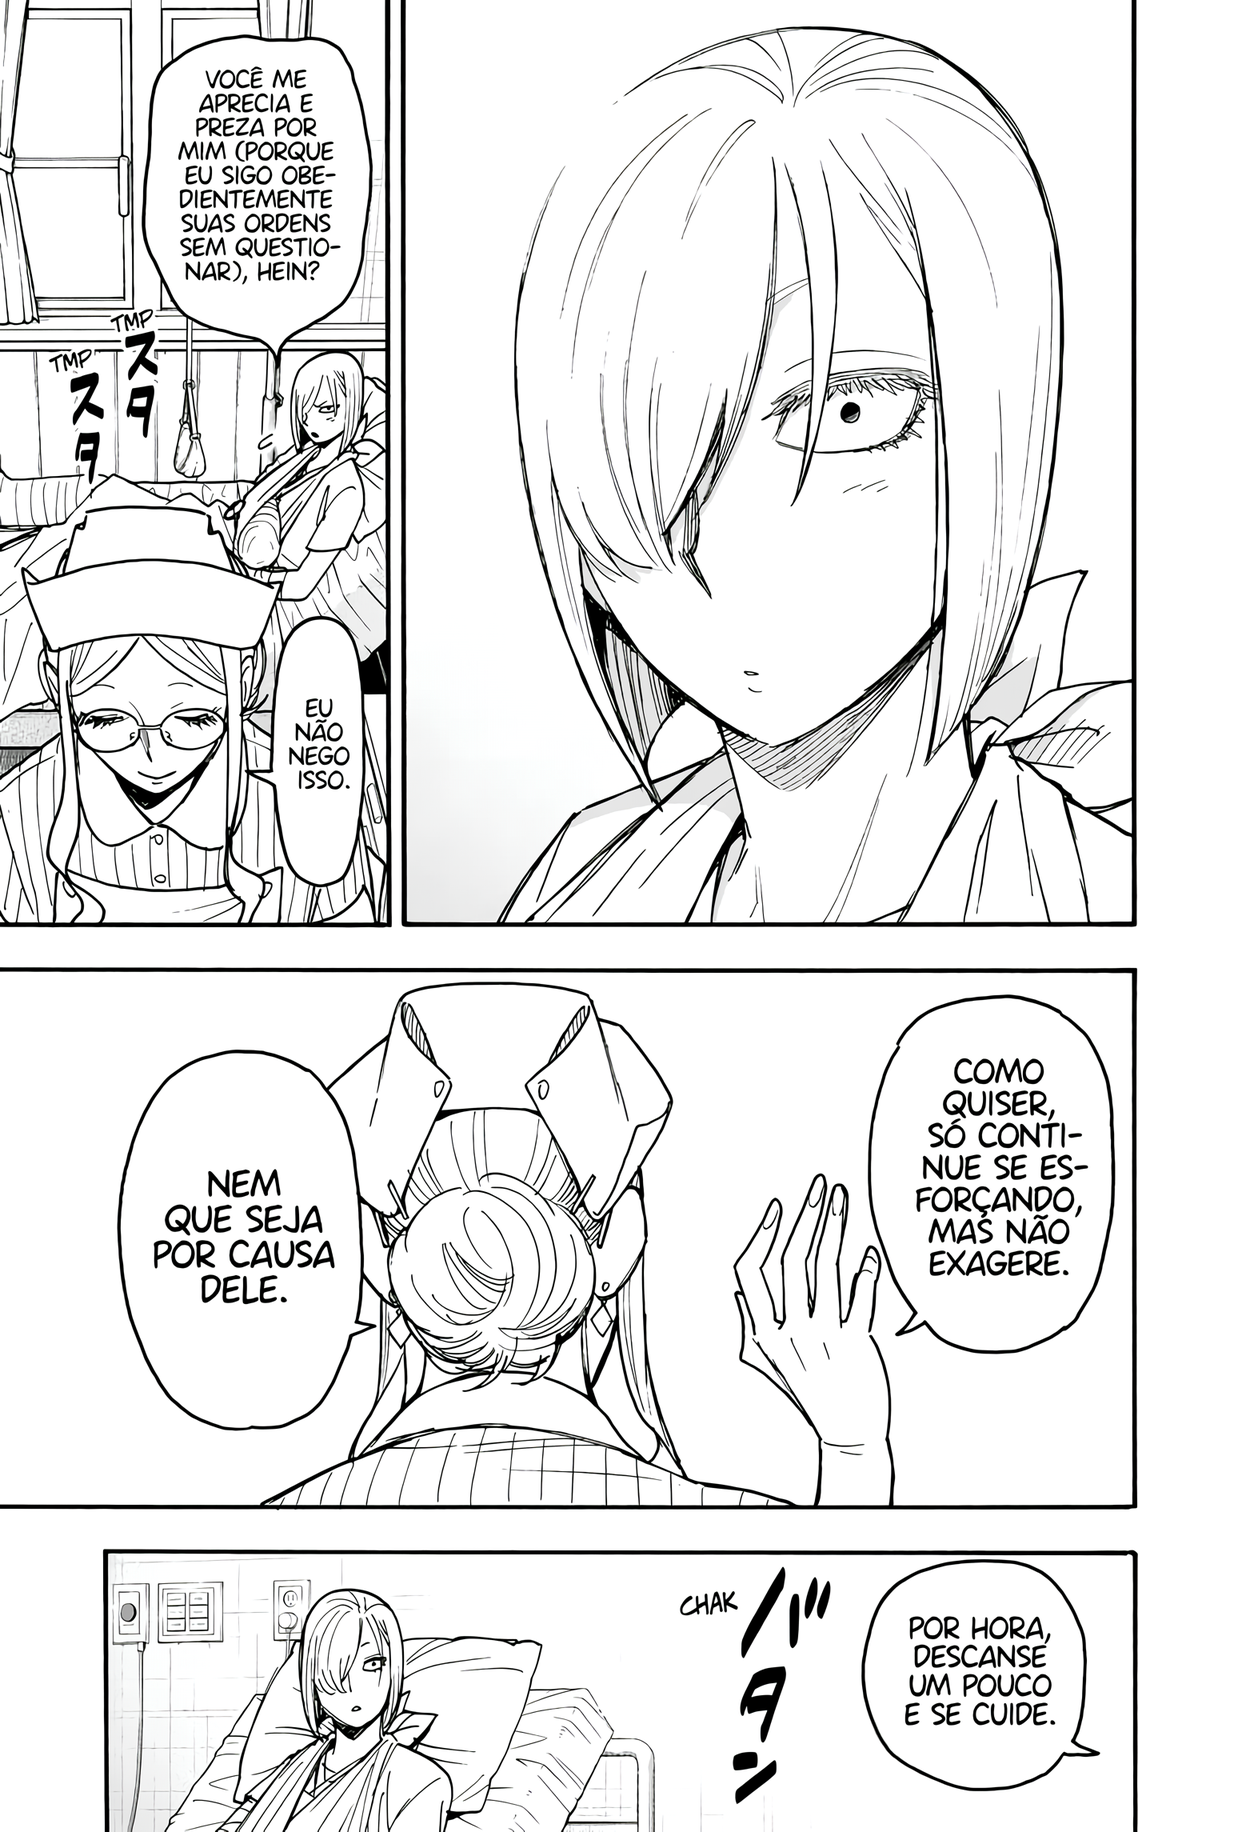 VOCÊ ME
APRECIA E
PREZA POR
MIM (PORQUE
EU SIGO OBE-
DIENTEMENTE
SUAS ORDENS
SEM QUESTIO-
NAR), HEIN?
TMP
スタ
TMP
スタ
EU
NÃO
NEGO
ISSO.
COMO
QUISER,
SÓ CONTI-
NUE SE ES-
FORÇANDO,
MAS NÃO
EXAGERE.
NEM
QUE SEJA
POR CAUSA
DELE.
POR HORA,
DESCANSE
UM POUCO
E SE CUIDE.
CHAK
バタン